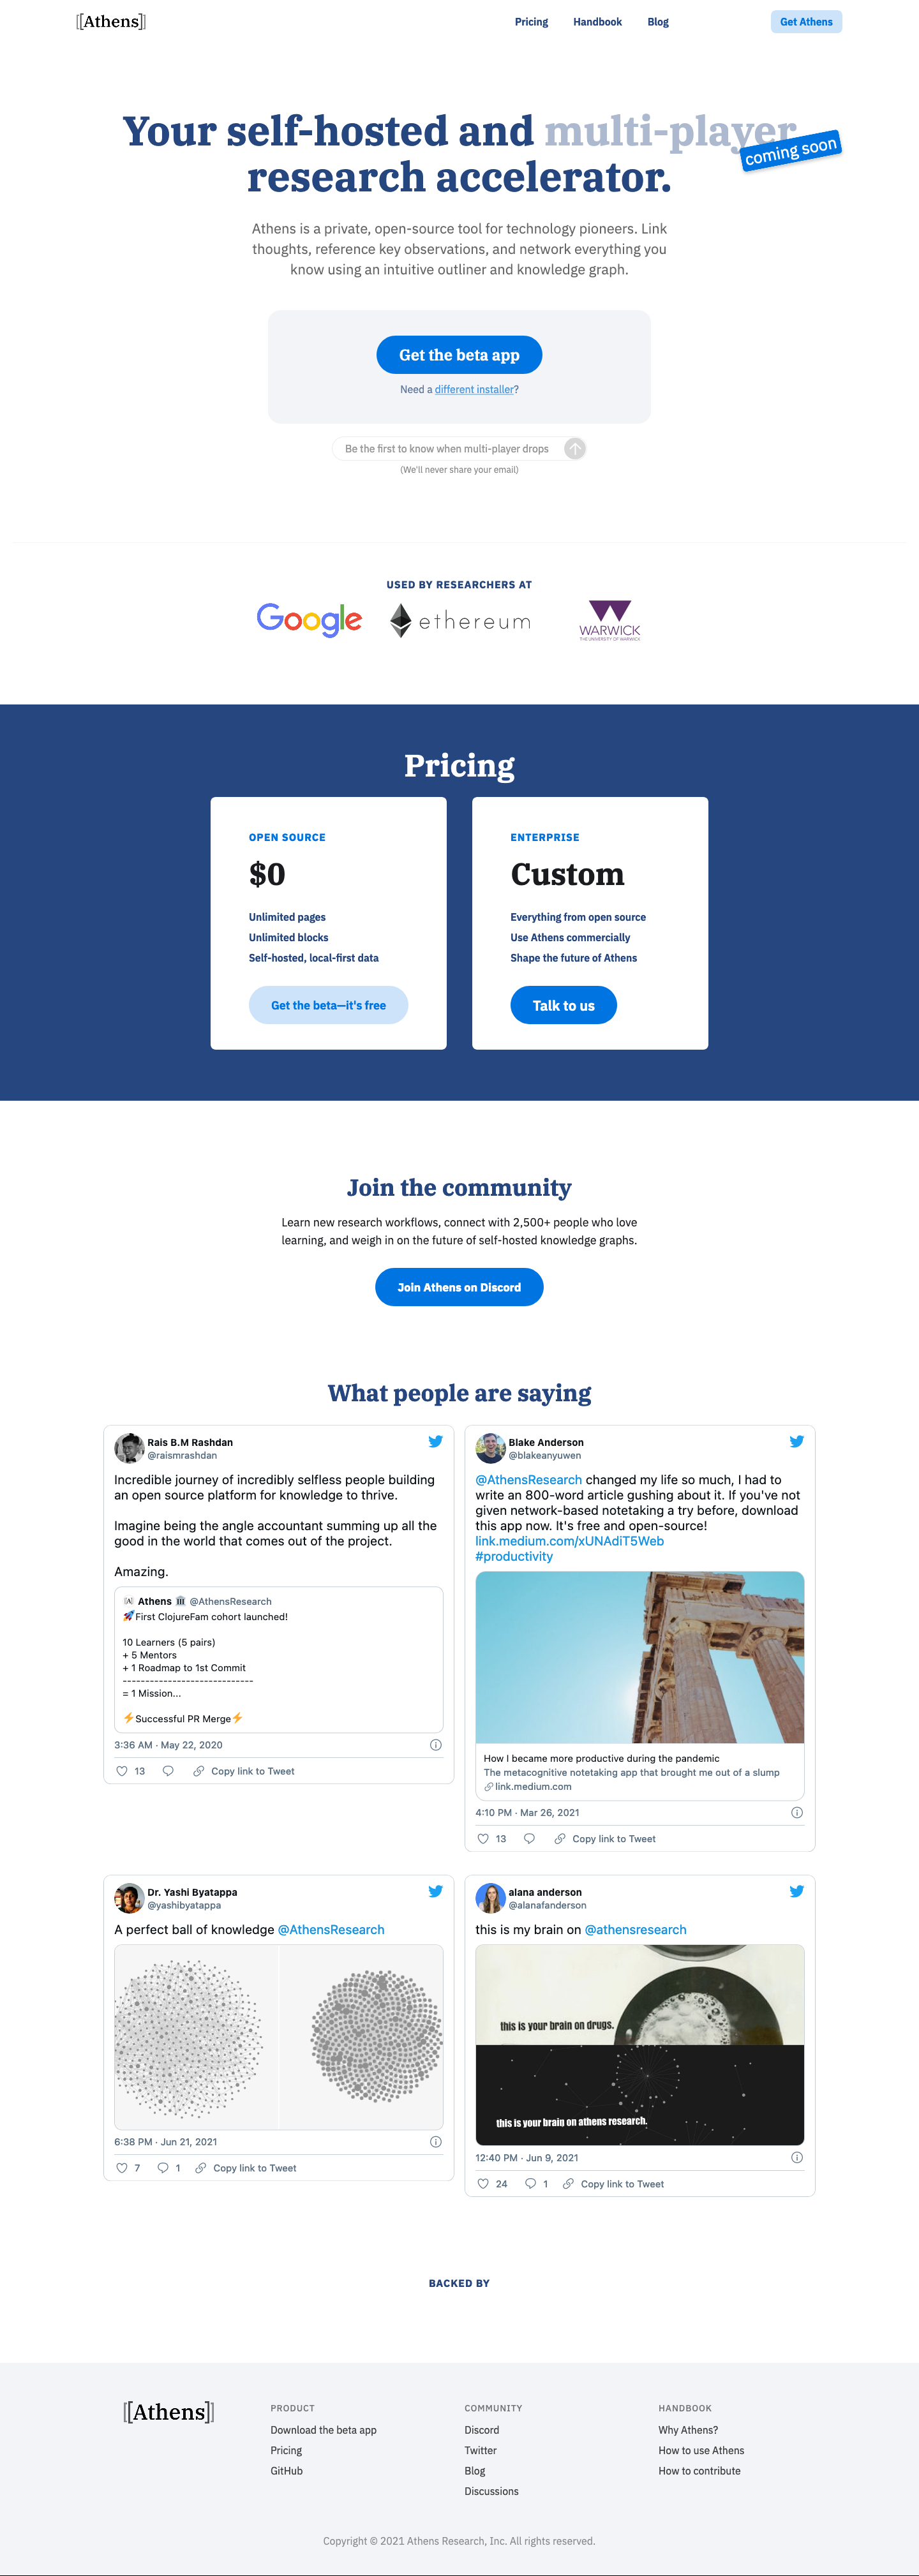 [[Athens]]
Pricing
Handbook
Blog
Get Athens
Your self-hosted and multi-player
coming soon
research accelerator.
Athens is a private, open-source tool for technology pioneers. Link
thoughts, reference key observations, and network everything you
know using an intuitive outliner and knowledge graph.
Get the beta app
Need a different installer?
Be the first to know when multi-player drops
(We'll never share your email)
USED BY RESEARCHERS AT
Google
ethereum
WARWICK
THE UNIVERSITY OF WARWICK
Pricing
OPEN SOURCE
$0
Unlimited pages
Unlimited blocks
Self-hosted, local-first data
Get the beta—it's free
ENTERPRISE
Custom
Everything from open source
Use Athens commercially
Shape the future of Athens
Talk to us
Join the community
Learn new research workflows, connect with 2,500+ people who love
learning, and weigh in on the future of self-hosted knowledge graphs.
Join Athens on Discord
What people are saying
Rais B.M Rashdan
@raismrashdan
Incredible journey of incredibly selfless people building
an open source platform for knowledge to thrive.
Imagine being the angle accountant summing up all the
good in the world that comes out of the project.
Amazing.
Athens 🏛 @AthensResearch
🚀First ClojureFam cohort launched!
10 Learners (5 pairs)
+ 5 Mentors
+ 1 Roadmap to 1st Commit
-----------------------------
= 1 Mission...
⚡Successful PR Merge⚡
3:36 AM · May 22, 2020
13
Copy link to Tweet
Blake Anderson
@blakeanyuwen
@AthensResearch changed my life so much, I had to
write an 800-word article gushing about it. If you've not
given network-based notetaking a try before, download
this app now. It's free and open-source!
link.medium.com/xUNAdiT5Web
#productivity
How I became more productive during the pandemic
The metacognitive notetaking app that brought me out of a slump
link.medium.com
4:10 PM · Mar 26, 2021
13
Copy link to Tweet
Dr. Yashi Byatappa
@yashibyatappa
A perfect ball of knowledge @AthensResearch
6:38 PM · Jun 21, 2021
7
1
Copy link to Tweet
alana anderson
@alanafanderson
this is my brain on @athensresearch
this is your brain on drugs.
this is your brain on athens research.
12:40 PM · Jun 9, 2021
24
1
Copy link to Tweet
BACKED BY
[[Athens]]
PRODUCT
Download the beta app
Pricing
GitHub
COMMUNITY
Discord
Twitter
Blog
Discussions
HANDBOOK
Why Athens?
How to use Athens
How to contribute
Copyright © 2021 Athens Research, Inc. All rights reserved.